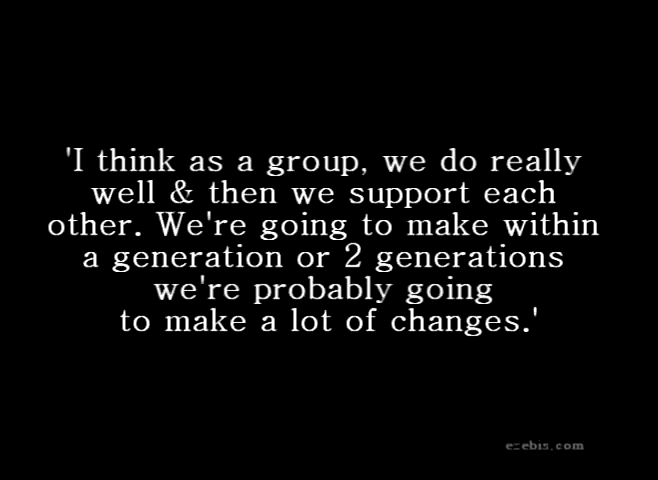 'I think as a group, we do really
well & then we support each
other. We're going to make within
a generation or 2 generations
we're probably going
to make a lot of changes.'
ezebis.com